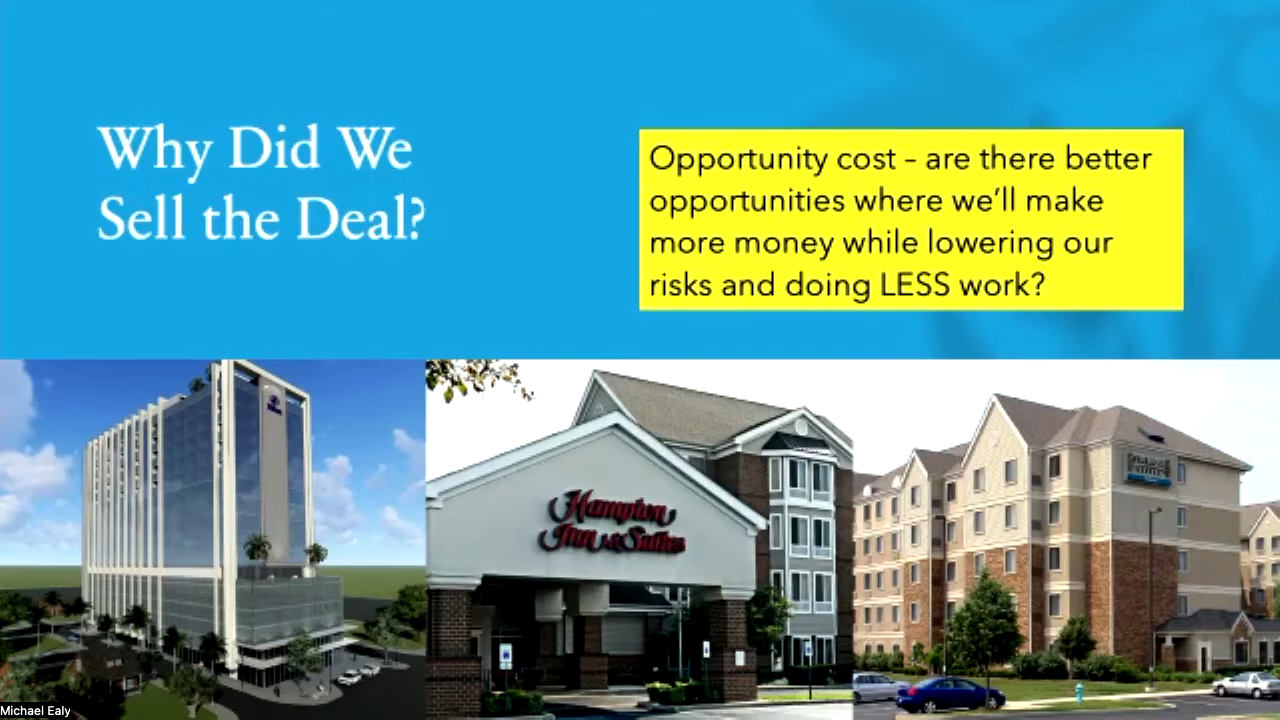 Why Did We
Sell the Deal?
Opportunity cost – are there better
opportunities where we'll make
more money while lowering our
risks and doing LESS work?
Hampton
Inn & Suites
Michael Ealy